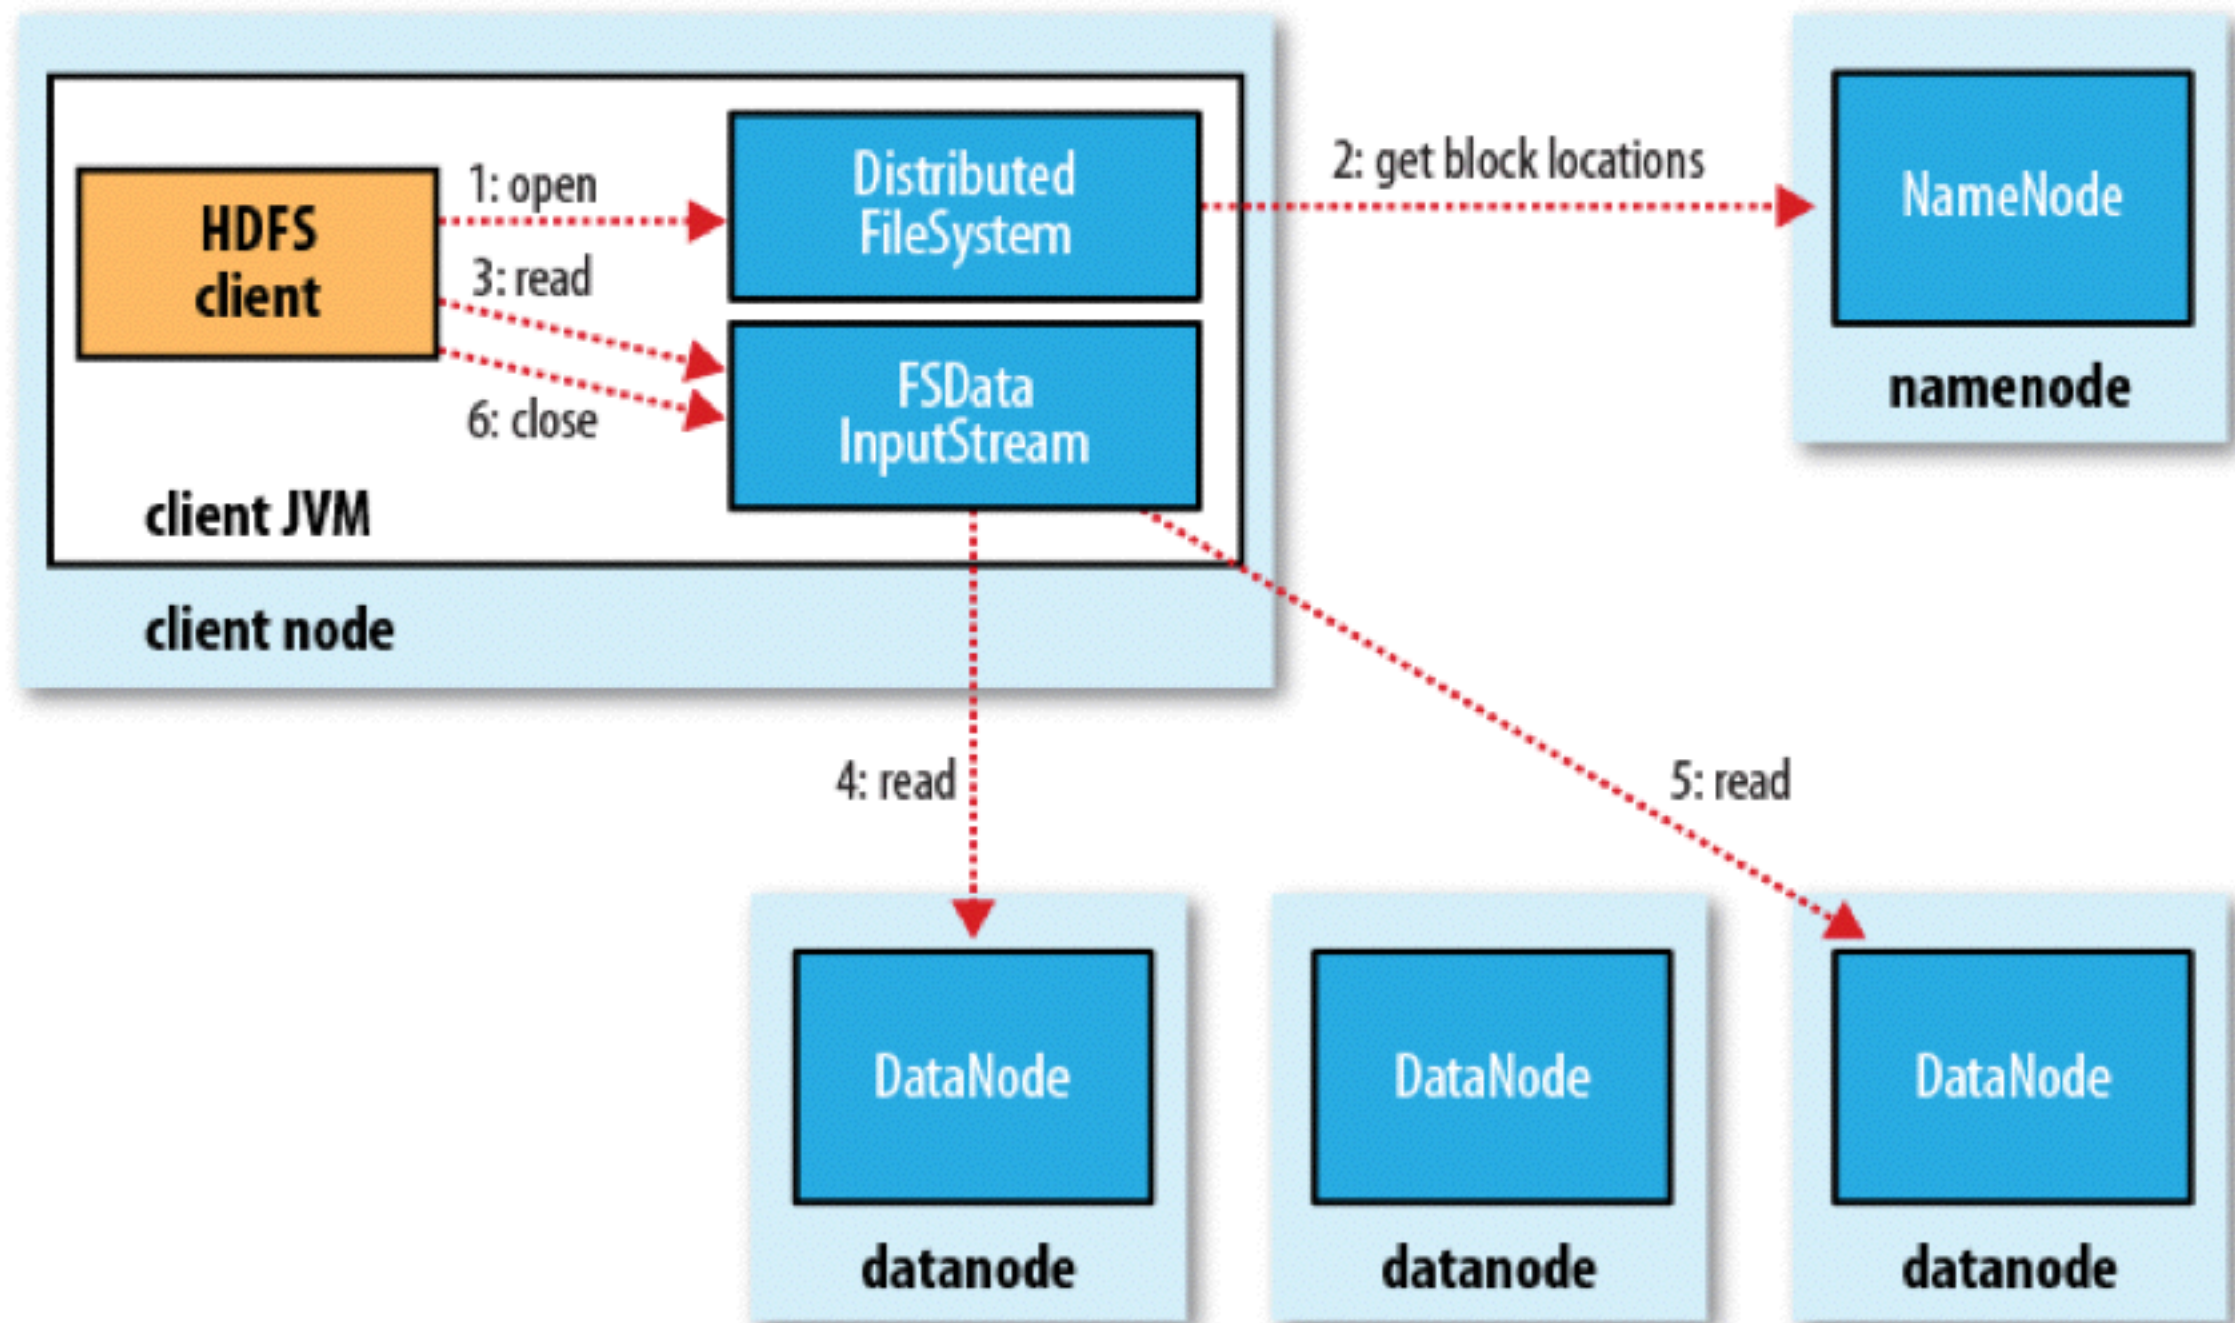 HDFS
client
1: open
3: read
6: close
Distributed
FileSystem
FSData
InputStream
client JVM
client node
2: get block locations
NameNode
namenode
4: read
5: read
DataNode
datanode
DataNode
datanode
DataNode
datanode